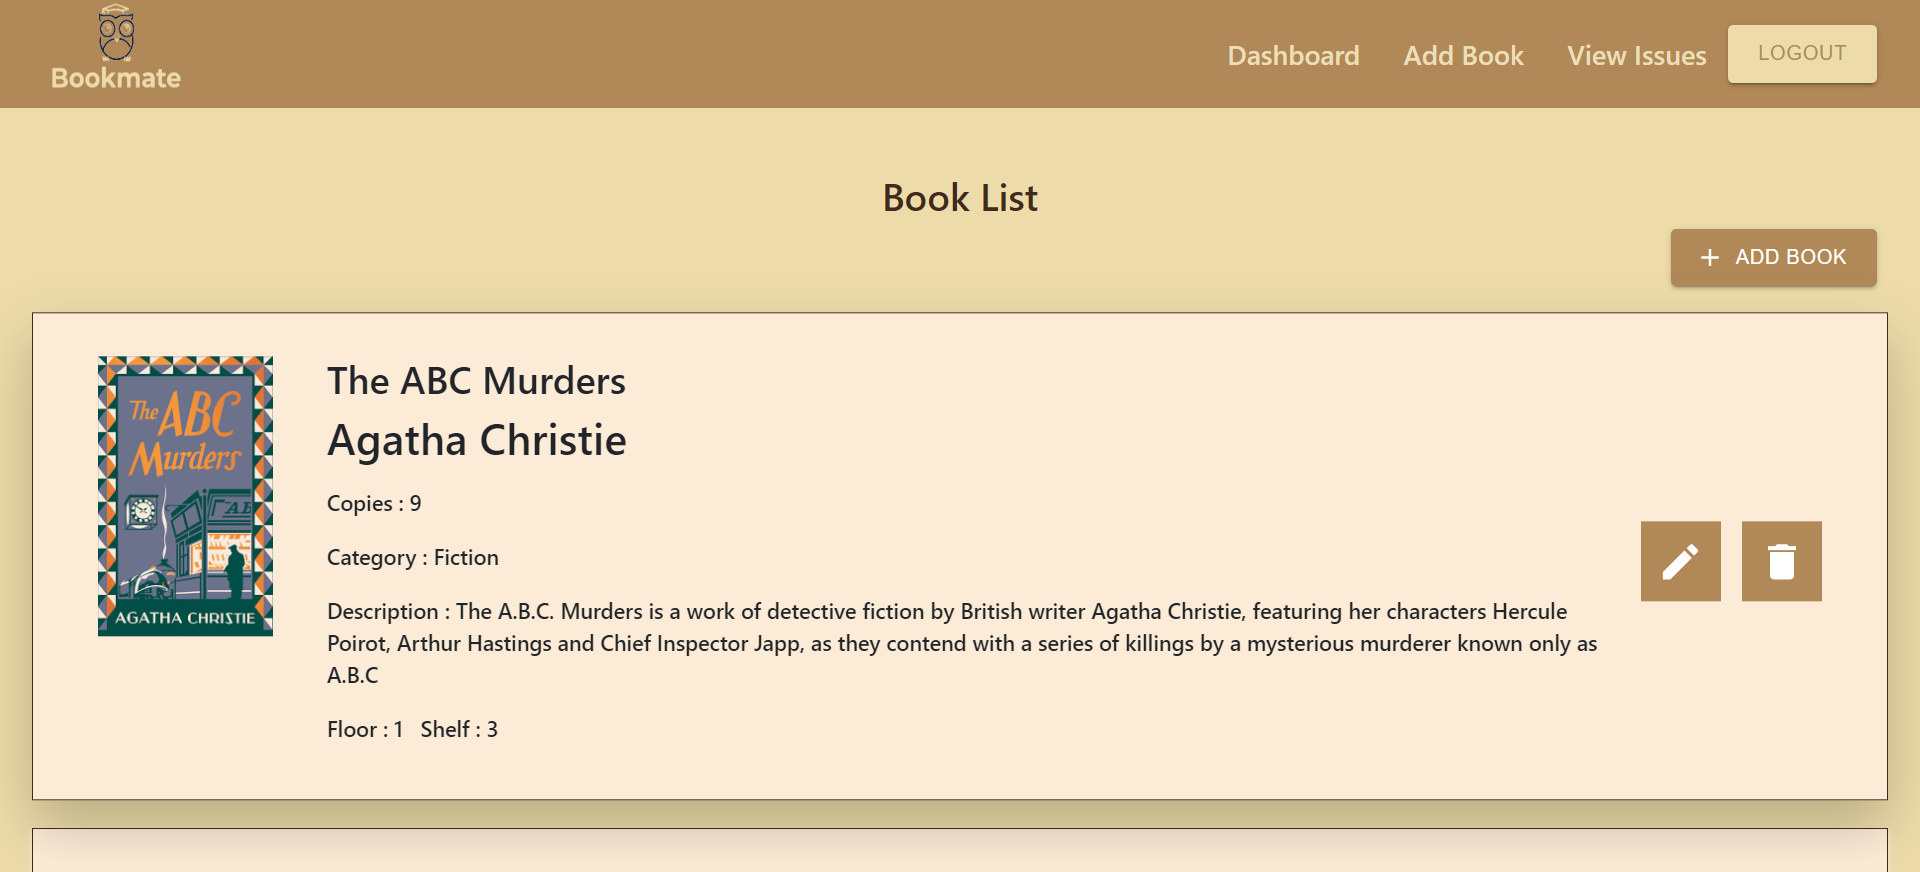 Bookmate
Dashboard
Add Book
View Issues
LOGOUT
Book List
ADD BOOK
The ABC
Murders
AB
AGATHA CHRISTIE
The ABC Murders
Agatha Christie
Copies : 9
Category : Fiction
Description : The A.B.C. Murders is a work of detective fiction by British writer Agatha Christie, featuring her characters Hercule
Poirot, Arthur Hastings and Chief Inspector Japp, as they contend with a series of killings by a mysterious murderer known only as
A.B.C
Floor : 1 Shelf : 3